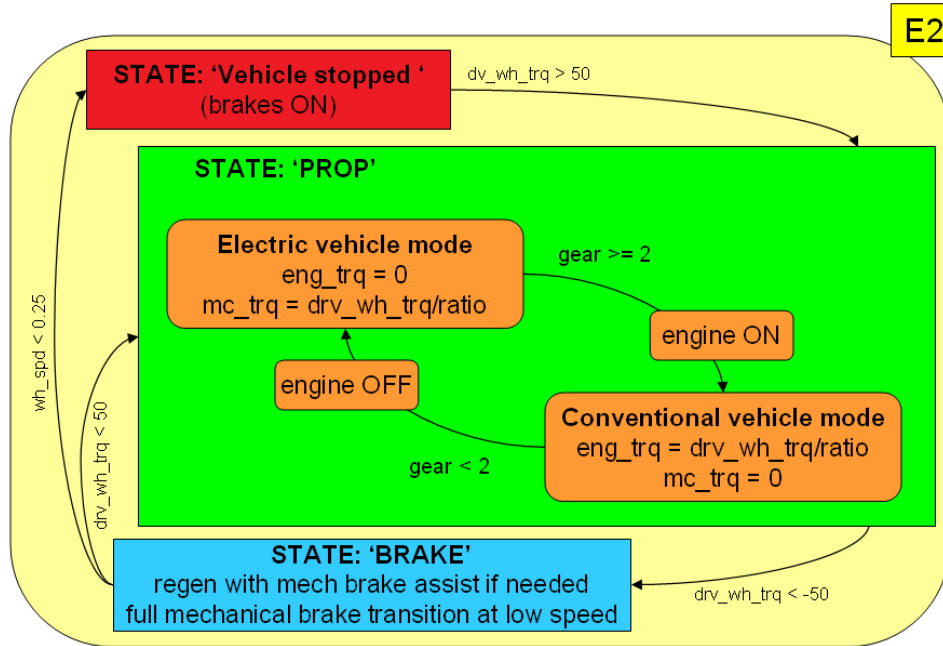 E2
STATE: ‘Vehicle stopped ‘
(brakes ON)
dv_wh_trq > 50
STATE: ‘PROP’
Electric vehicle mode
eng_trq = 0
mc_trq = drv_wh_trq/ratio
gear >= 2
engine ON
engine OFF
Conventional vehicle mode
eng_trq = drv_wh_trq/ratio
mc_trq = 0
gear < 2
wh_spd < 0.25
drv_wh_trq < 50
STATE: ‘BRAKE’
regen with mech brake assist if needed
full mechanical brake transition at low speed
drv_wh_trq < -50